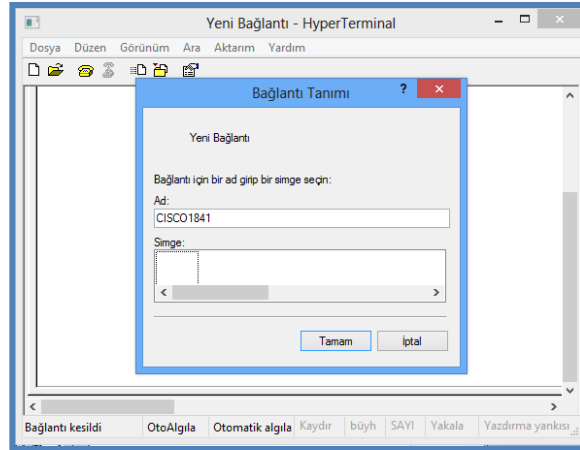 Yeni Bağlantı - HyperTerminal
Dosya Düzen Görünüm Ara Aktarım Yardım
Bağlantı Tanımı
Yeni Bağlantı
Bağlantı için bir ad girip bir simge seçin:
Ad:
CISCO1841
Simge:
Tamam İptal
Bağlantı kesildi OtoAlgıla Otomatik algıla Kaydır büyh SAYI Yakala Yazdırma yankısı